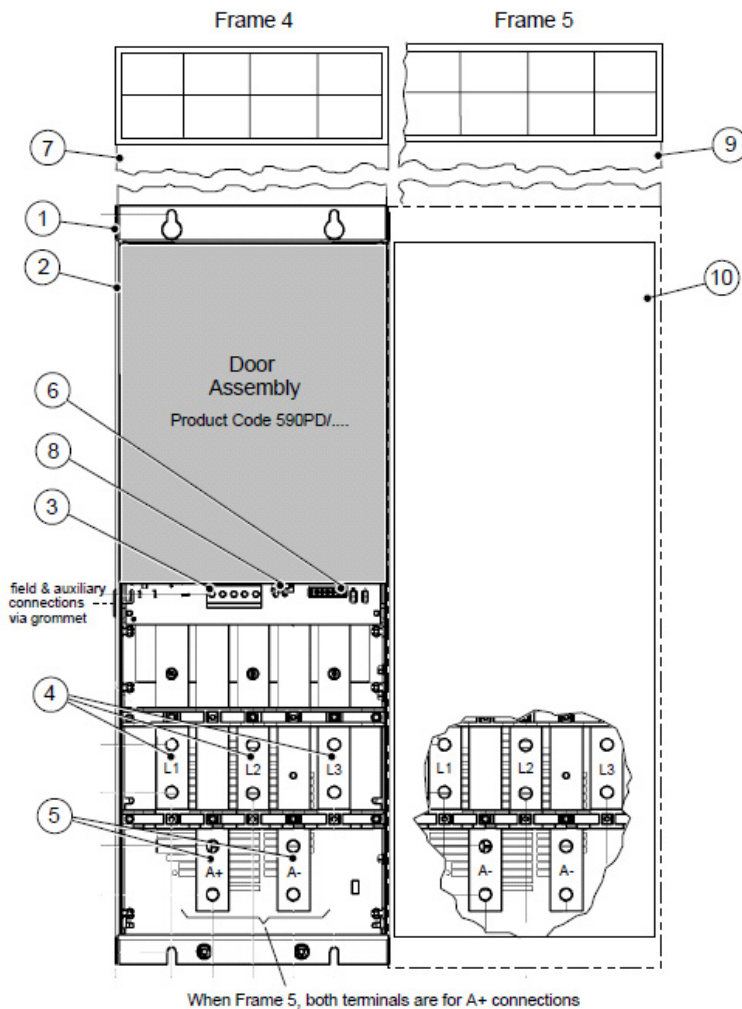 Frame 4
Frame 5
7
9
1
2
10
Door
Assembly
Product Code 590PD/....
6
8
3
field & auxiliary
connections
via grommet
4
L1
L2
L3
L1
L2
L3
5
A+
A-
A-
A-
When Frame 5, both terminals are for A+ connections